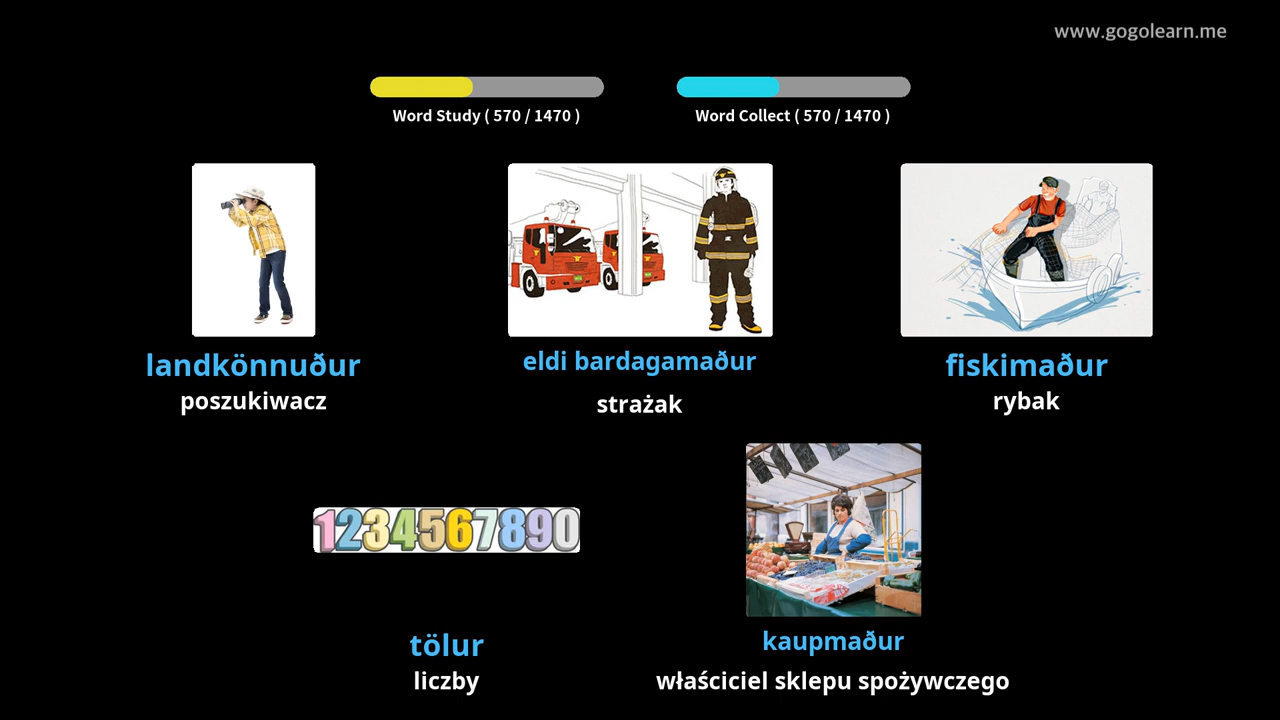 www.gogolearn.me
Word Study ( 570 / 1470 )
Word Collect ( 570 / 1470 )
landkönnuður
poszukiwacz
eldi bardagamaður
strażak
fiskimaður
rybak
1234567890
tölur
liczby
kaupmaður
właściciel sklepu spożywczego